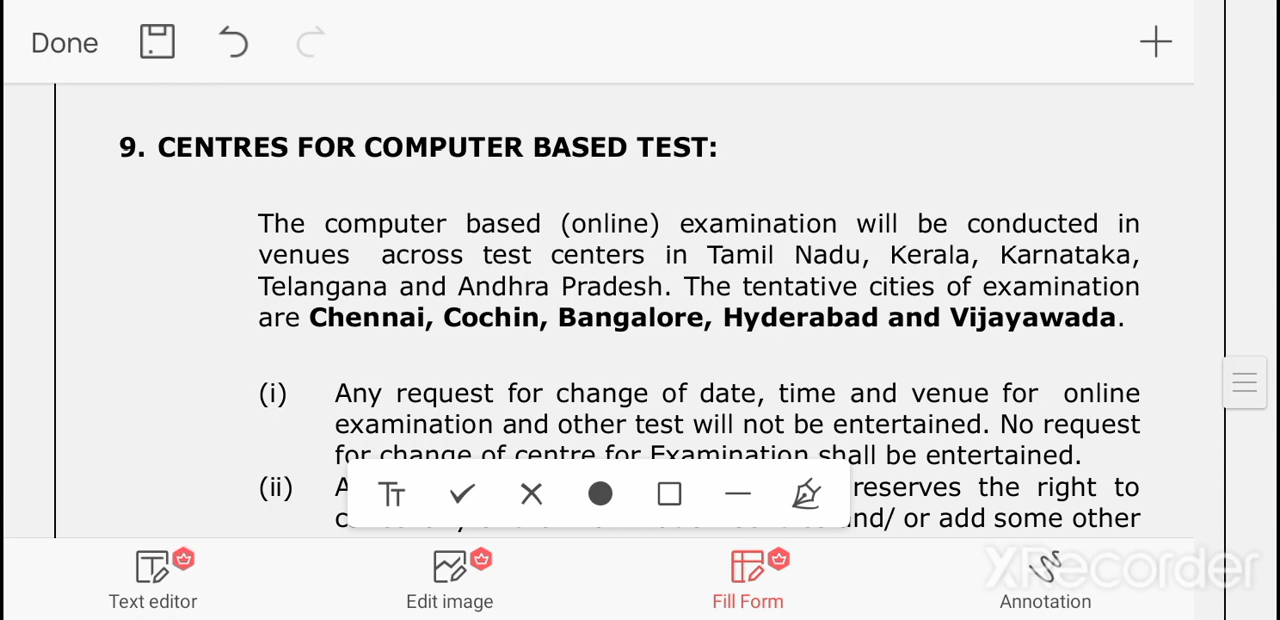 Done
9. CENTRES FOR COMPUTER BASED TEST:
The computer based (online) examination will be conducted in
venues across test centers in Tamil Nadu, Kerala, Karnataka,
Telangana and Andhra Pradesh. The tentative cities of examination
are Chennai, Cochin, Bangalore, Hyderabad and Vijayawada.
(i) Any request for change of date, time and venue for online
examination and other test will not be entertained. No request
for change of centre for Examination shall be entertained.
(ii) reserves the right to
and/ or add some other
Text editor
Edit image
Fill Form
Annotation
XRecorder